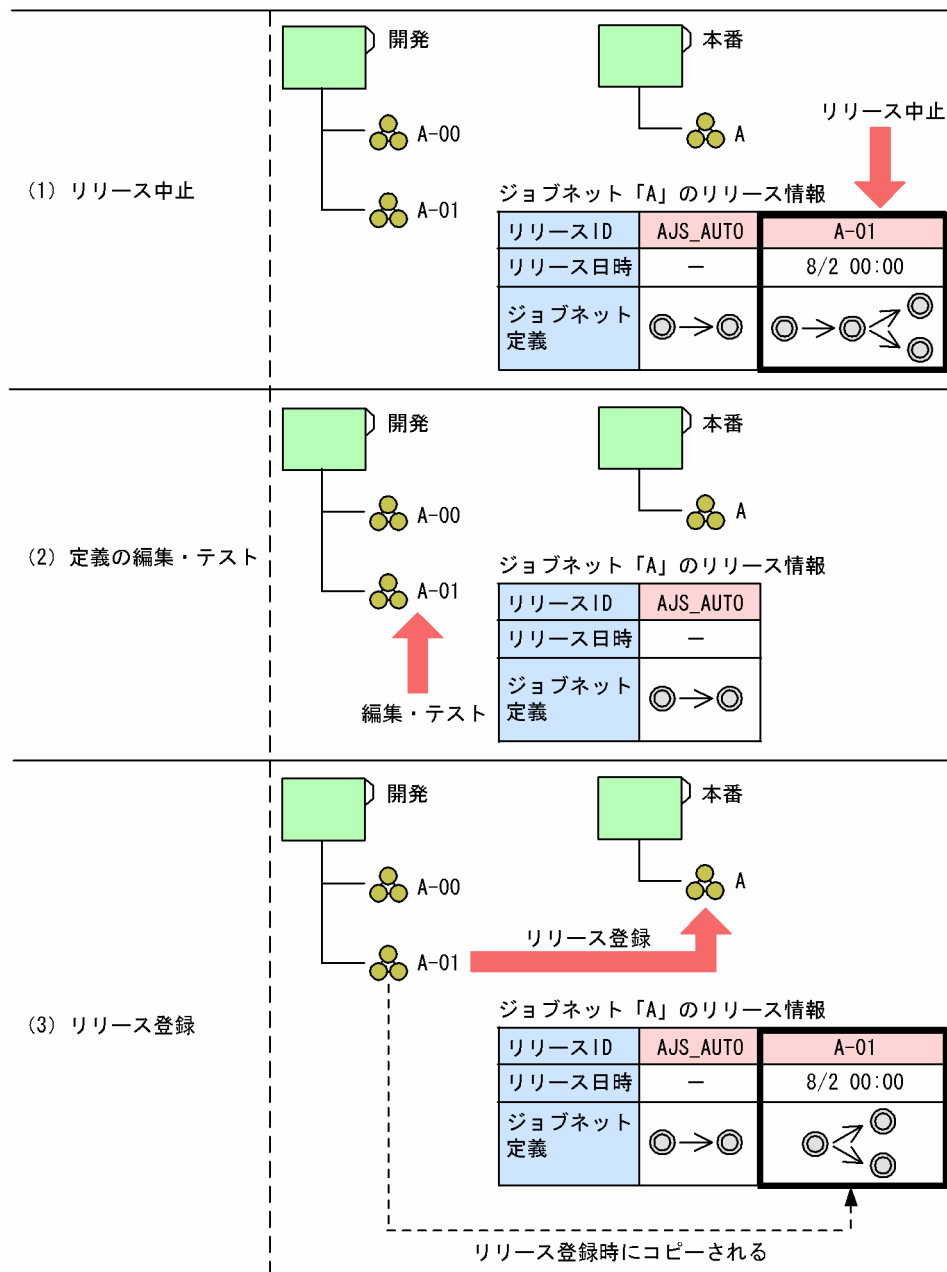 開発
本番
リリース中止
A-00
A
(1) リリース中止
A-01
ジョブネット「A」のリリース情報
リリースID AJS_AUTO A-01
リリース日時 － 8/2 00:00
ジョブネット
定義
開発
本番
A-00
A
(2) 定義の編集・テスト
A-01
ジョブネット「A」のリリース情報
リリースID AJS_AUTO
リリース日時 －
ジョブネット
定義
編集・テスト
開発
本番
A-00
A
リリース登録
A-01
(3) リリース登録
ジョブネット「A」のリリース情報
リリースID AJS_AUTO A-01
リリース日時 － 8/2 00:00
ジョブネット
定義
リリース登録時にコピーされる